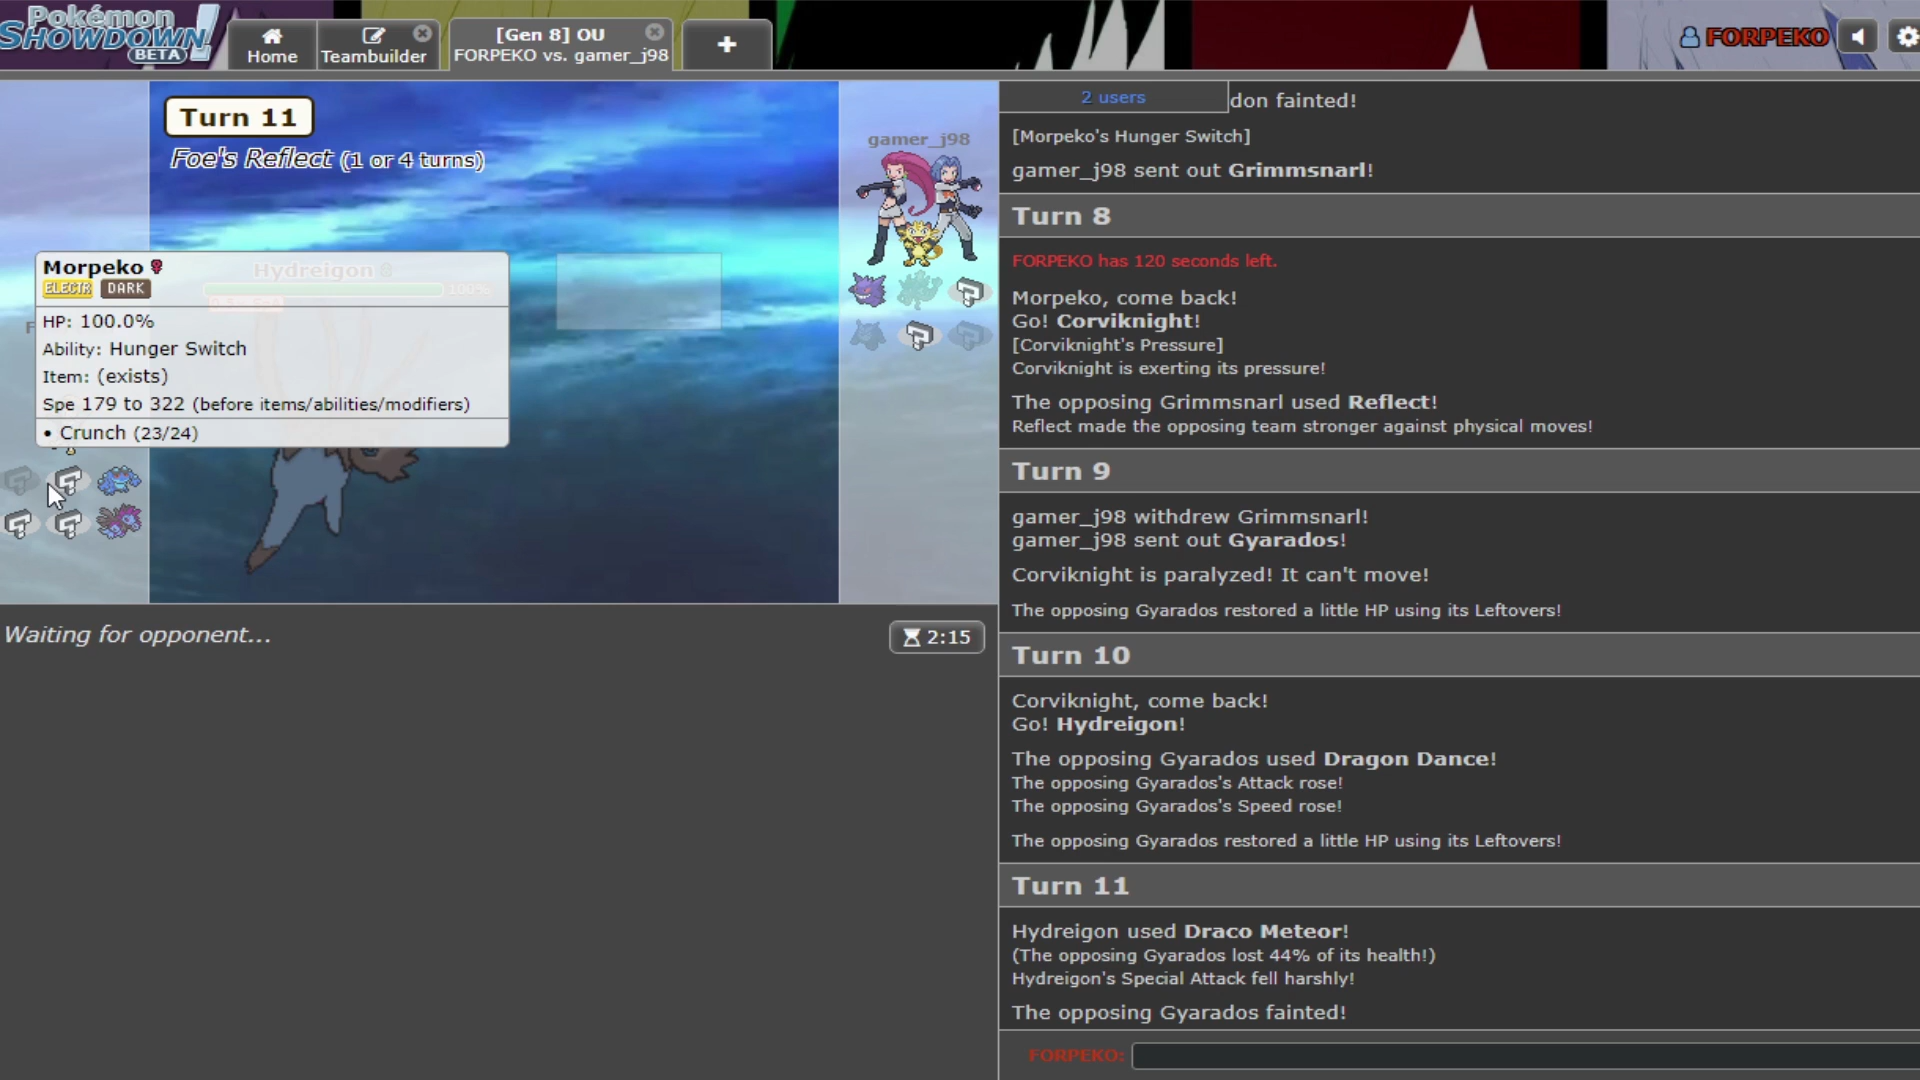 Pokémon
SHOWDOWN!
BETA
Home
Teambuilder
[Gen 8] OU
FORPEKO vs. gamer_j98
+
FORPEKO
Turn 11
Foe's Reflect (1 or 4 turns)
gamer_j98
Hydreigon
100%
Morpeko
ELECTR DARK
HP: 100.0%
Ability: Hunger Switch
Item: (exists)
Spe 179 to 322 (before items/abilities/modifiers)
• Crunch (23/24)
Waiting for opponent...
2:15
2 users
don fainted!
[Morpeko's Hunger Switch]
gamer_j98 sent out Grimmsnarl!
Turn 8
FORPEKO has 120 seconds left.
Morpeko, come back!
Go! Corviknight!
[Corviknight's Pressure]
Corviknight is exerting its pressure!
The opposing Grimmsnarl used Reflect!
Reflect made the opposing team stronger against physical moves!
Turn 9
gamer_j98 withdrew Grimmsnarl!
gamer_j98 sent out Gyarados!
Corviknight is paralyzed! It can't move!
The opposing Gyarados restored a little HP using its Leftovers!
Turn 10
Corviknight, come back!
Go! Hydreigon!
The opposing Gyarados used Dragon Dance!
The opposing Gyarados's Attack rose!
The opposing Gyarados's Speed rose!
The opposing Gyarados restored a little HP using its Leftovers!
Turn 11
Hydreigon used Draco Meteor!
(The opposing Gyarados lost 44% of its health!)
Hydreigon's Special Attack fell harshly!
The opposing Gyarados fainted!
FORPEKO: